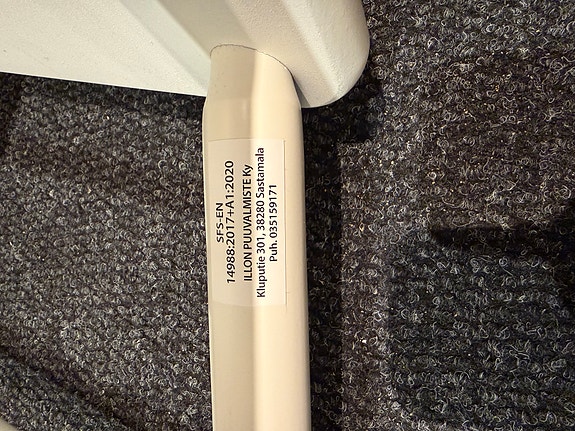 SFS-EN
14988:2017+A1:2020
ILLON PUUVALMISTE Ky
Kluputie 301, 38280 Sastamala
Puh. 035159171